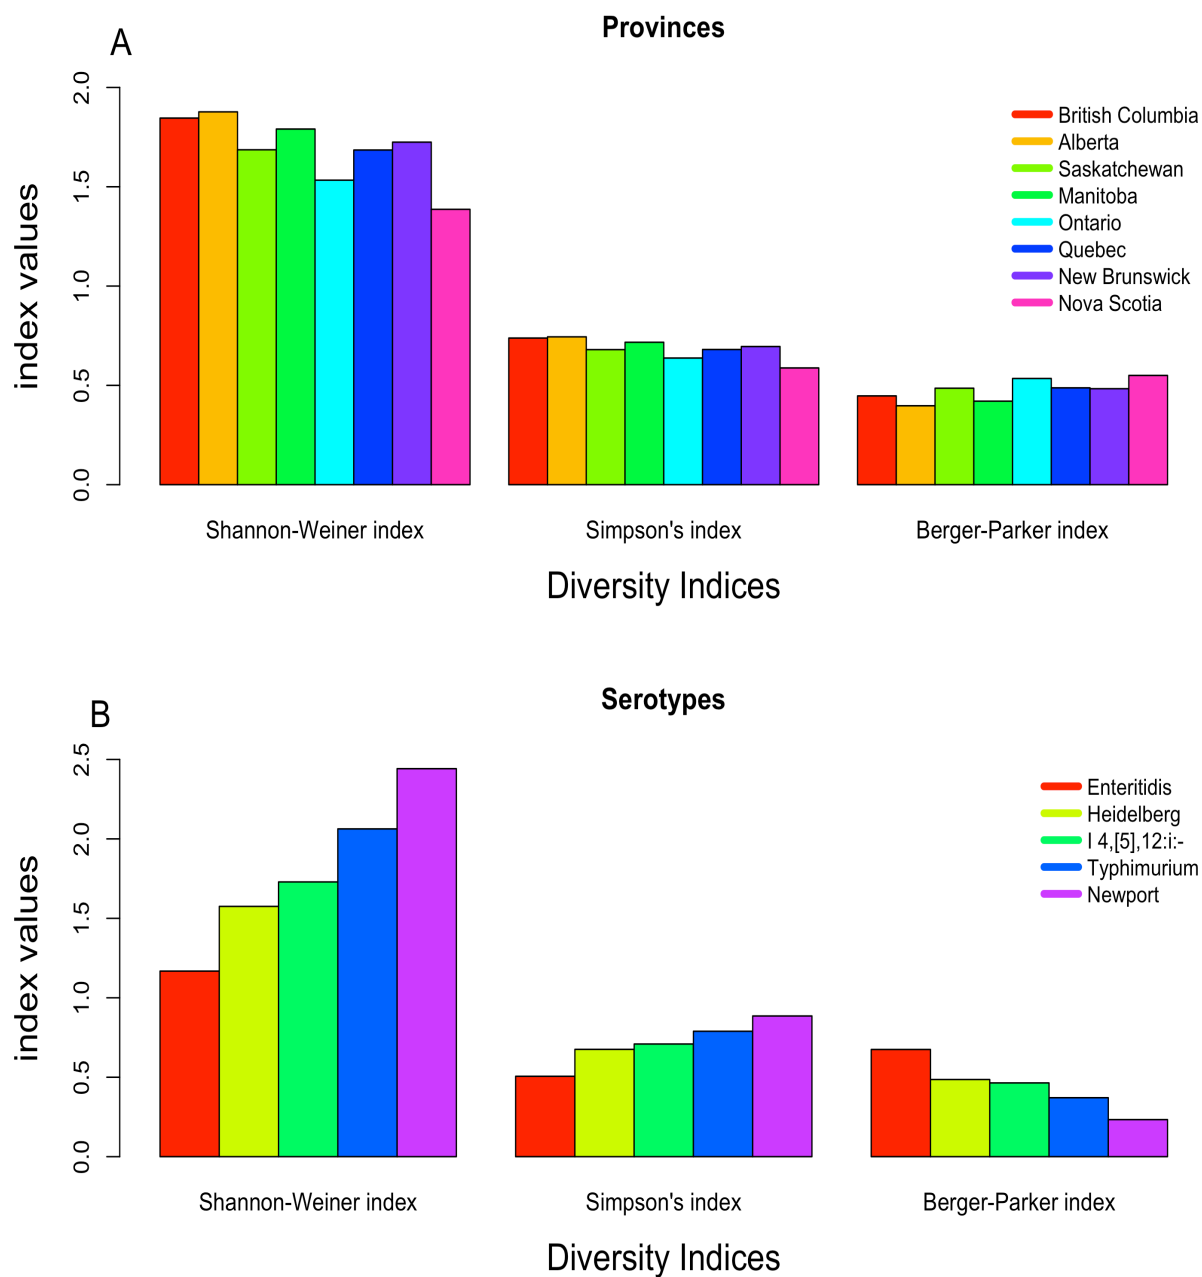 A
Provinces
2.0
1.5
1.0
0.5
0.0
index values
British Columbia
Alberta
Saskatchewan
Manitoba
Ontario
Quebec
New Brunswick
Nova Scotia
Shannon-Weiner index
Simpson's index
Berger-Parker index
Diversity Indices
B
Serotypes
2.5
2.0
1.5
1.0
0.5
0.0
index values
Enteritidis
Heidelberg
I 4,[5],12:i:-
Typhimurium
Newport
Shannon-Weiner index
Simpson's index
Berger-Parker index
Diversity Indices